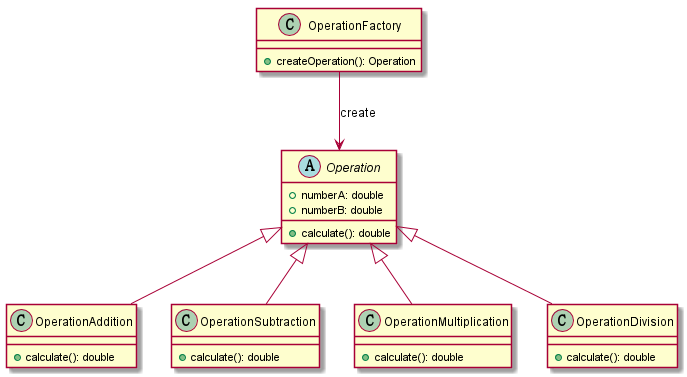 C OperationFactory
createOperation(): Operation
create
A Operation
numberA: double
numberB: double
calculate(): double
C OperationAddition
calculate(): double
C OperationSubtraction
calculate(): double
C OperationMultiplication
calculate(): double
C OperationDivision
calculate(): double